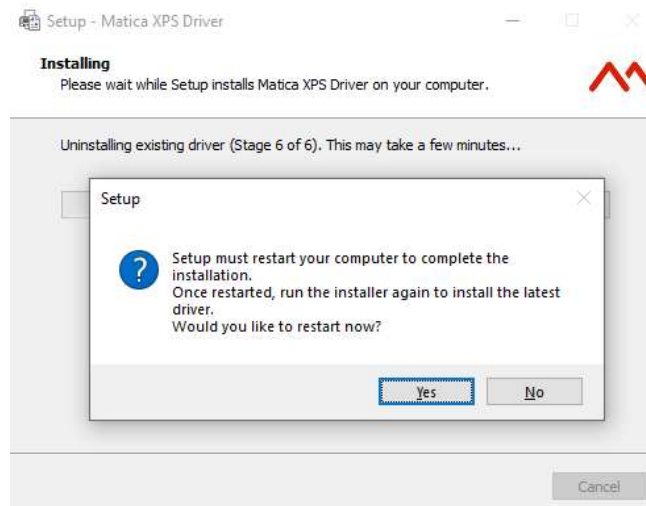 Setup - Matica XPS Driver
Installing
Please wait while Setup installs Matica XPS Driver on your computer.
Uninstalling existing driver (Stage 6 of 6). This may take a few minutes...
Setup
Setup must restart your computer to complete the
installation.
Once restarted, run the installer again to install the latest
driver.
Would you like to restart now?
Yes No
Cancel